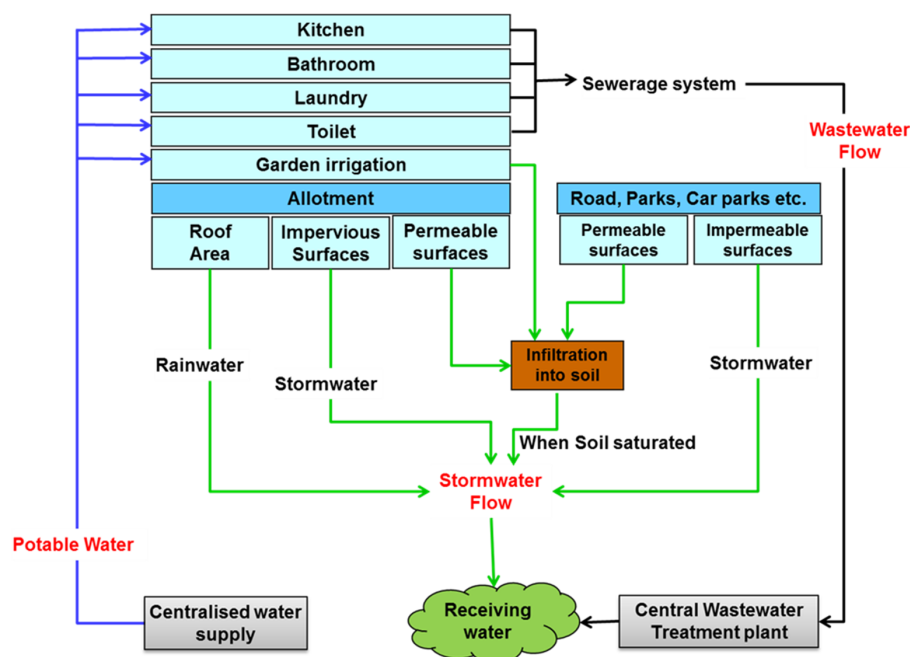 Kitchen
Bathroom
Laundry
Toilet
Garden irrigation
Allotment
Roof
Area
Impervious
Surfaces
Permeable
surfaces
Sewerage system
Wastewater
Flow
Road, Parks, Car parks etc.
Permeable
surfaces
Impermeable
surfaces
Rainwater
Stormwater
Infiltration
into soil
Stormwater
When Soil saturated
Stormwater
Flow
Potable Water
Centralised water
supply
Receiving
water
Central Wastewater
Treatment plant